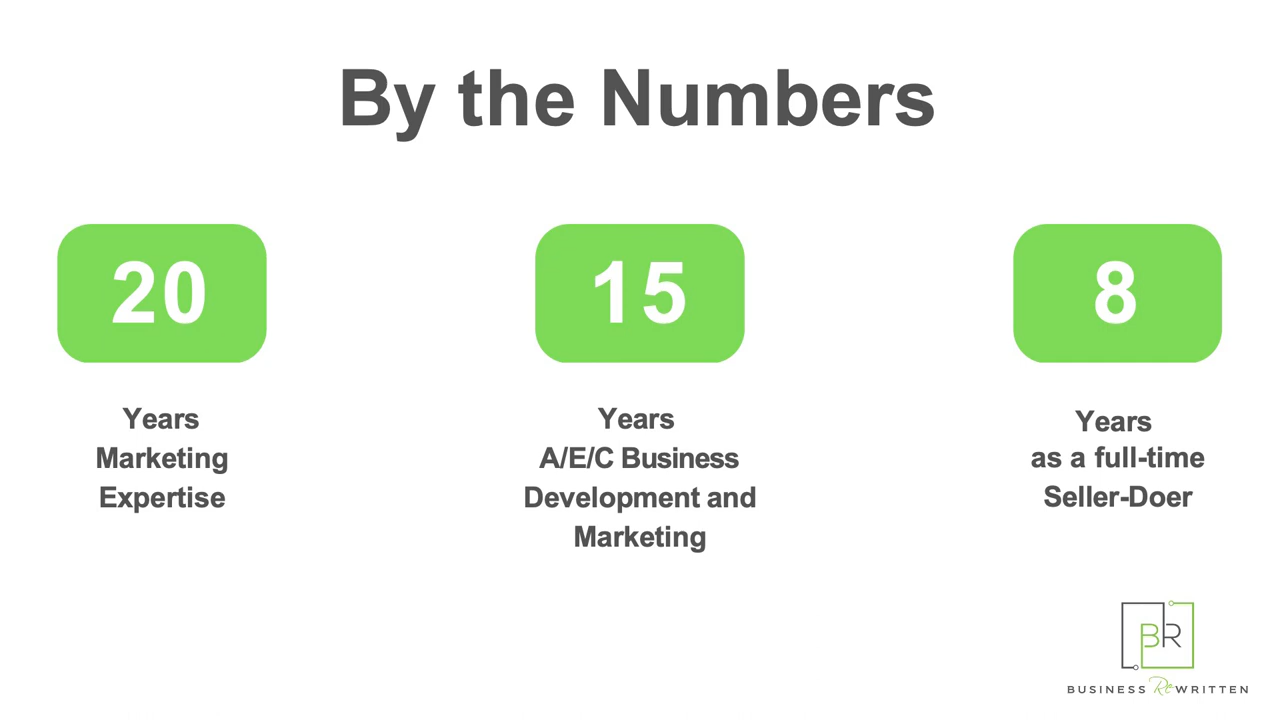 By the Numbers
20
Years
Marketing
Expertise
15
Years
A/E/C Business
Development and
Marketing
8
Years
as a full-time
Seller-Doer
BR
BUSINESS ReWRITTEN